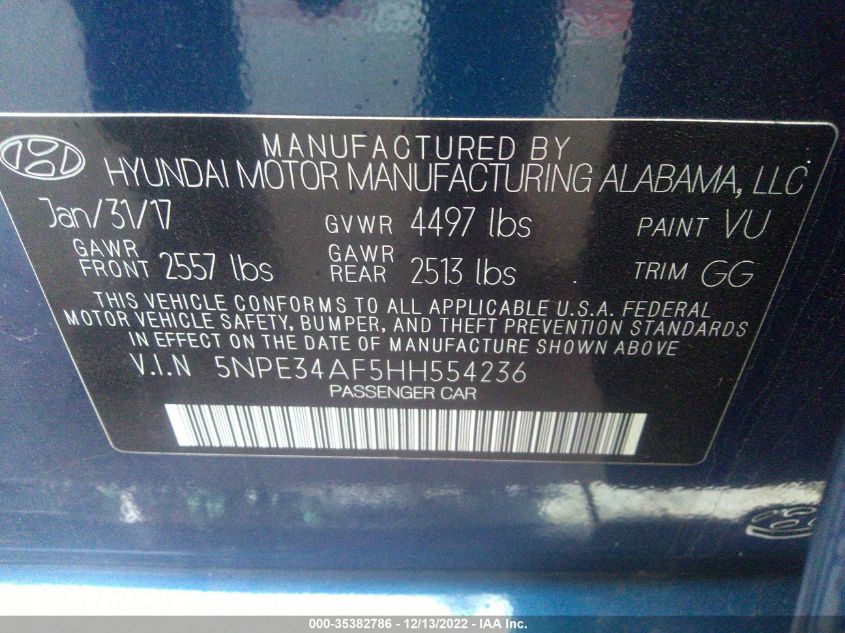 MANUFACTURED BY
HYUNDAI MOTOR MANUFACTURING ALABAMA, LLC
Jan/31/17 GVWR 4497 lbs PAINT VU
GAWR FRONT 2557 lbs GAWR REAR 2513 lbs TRIM GG
THIS VEHICLE CONFORMS TO ALL APPLICABLE U.S.A. FEDERAL
MOTOR VEHICLE SAFETY, BUMPER, AND THEFT PREVENTION STANDARDS
IN EFFECT ON THE DATE OF MANUFACTURE SHOWN ABOVE.
V.I.N 5NPE34AF5HH554236
PASSENGER CAR
000-35382786 - 12/13/2022 - IAA Inc.